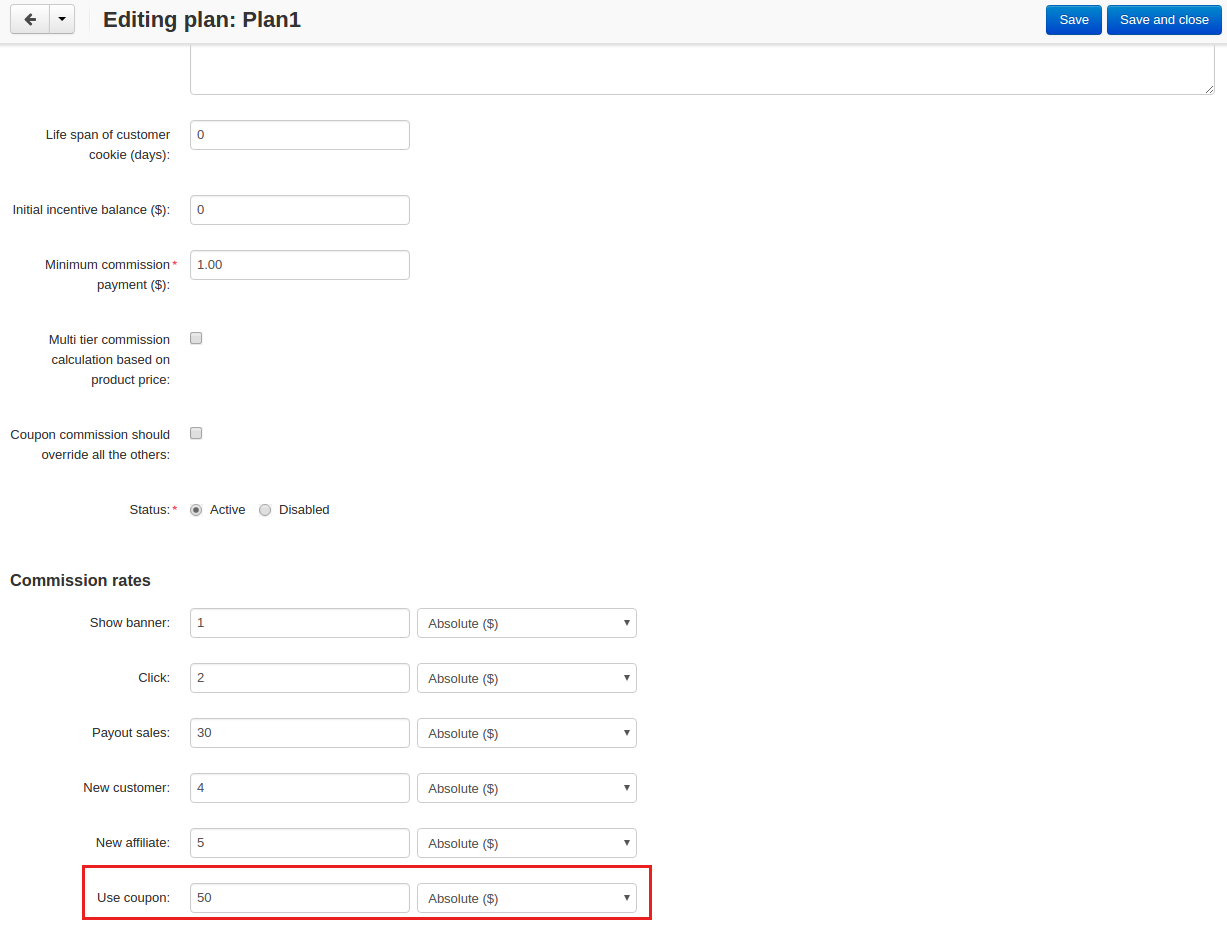 Editing plan: Plan1
Save
Save and close
Life span of customer
cookie (days):
0
Initial incentive balance ($):
0
Minimum commission *
payment ($):
1.00
Multi tier commission
calculation based on
product price:
Coupon commission should
override all the others:
Status: * Active Disabled
Commission rates
Show banner: 1 Absolute ($)
Click: 2 Absolute ($)
Payout sales: 30 Absolute ($)
New customer: 4 Absolute ($)
New affiliate: 5 Absolute ($)
Use coupon: 50 Absolute ($)